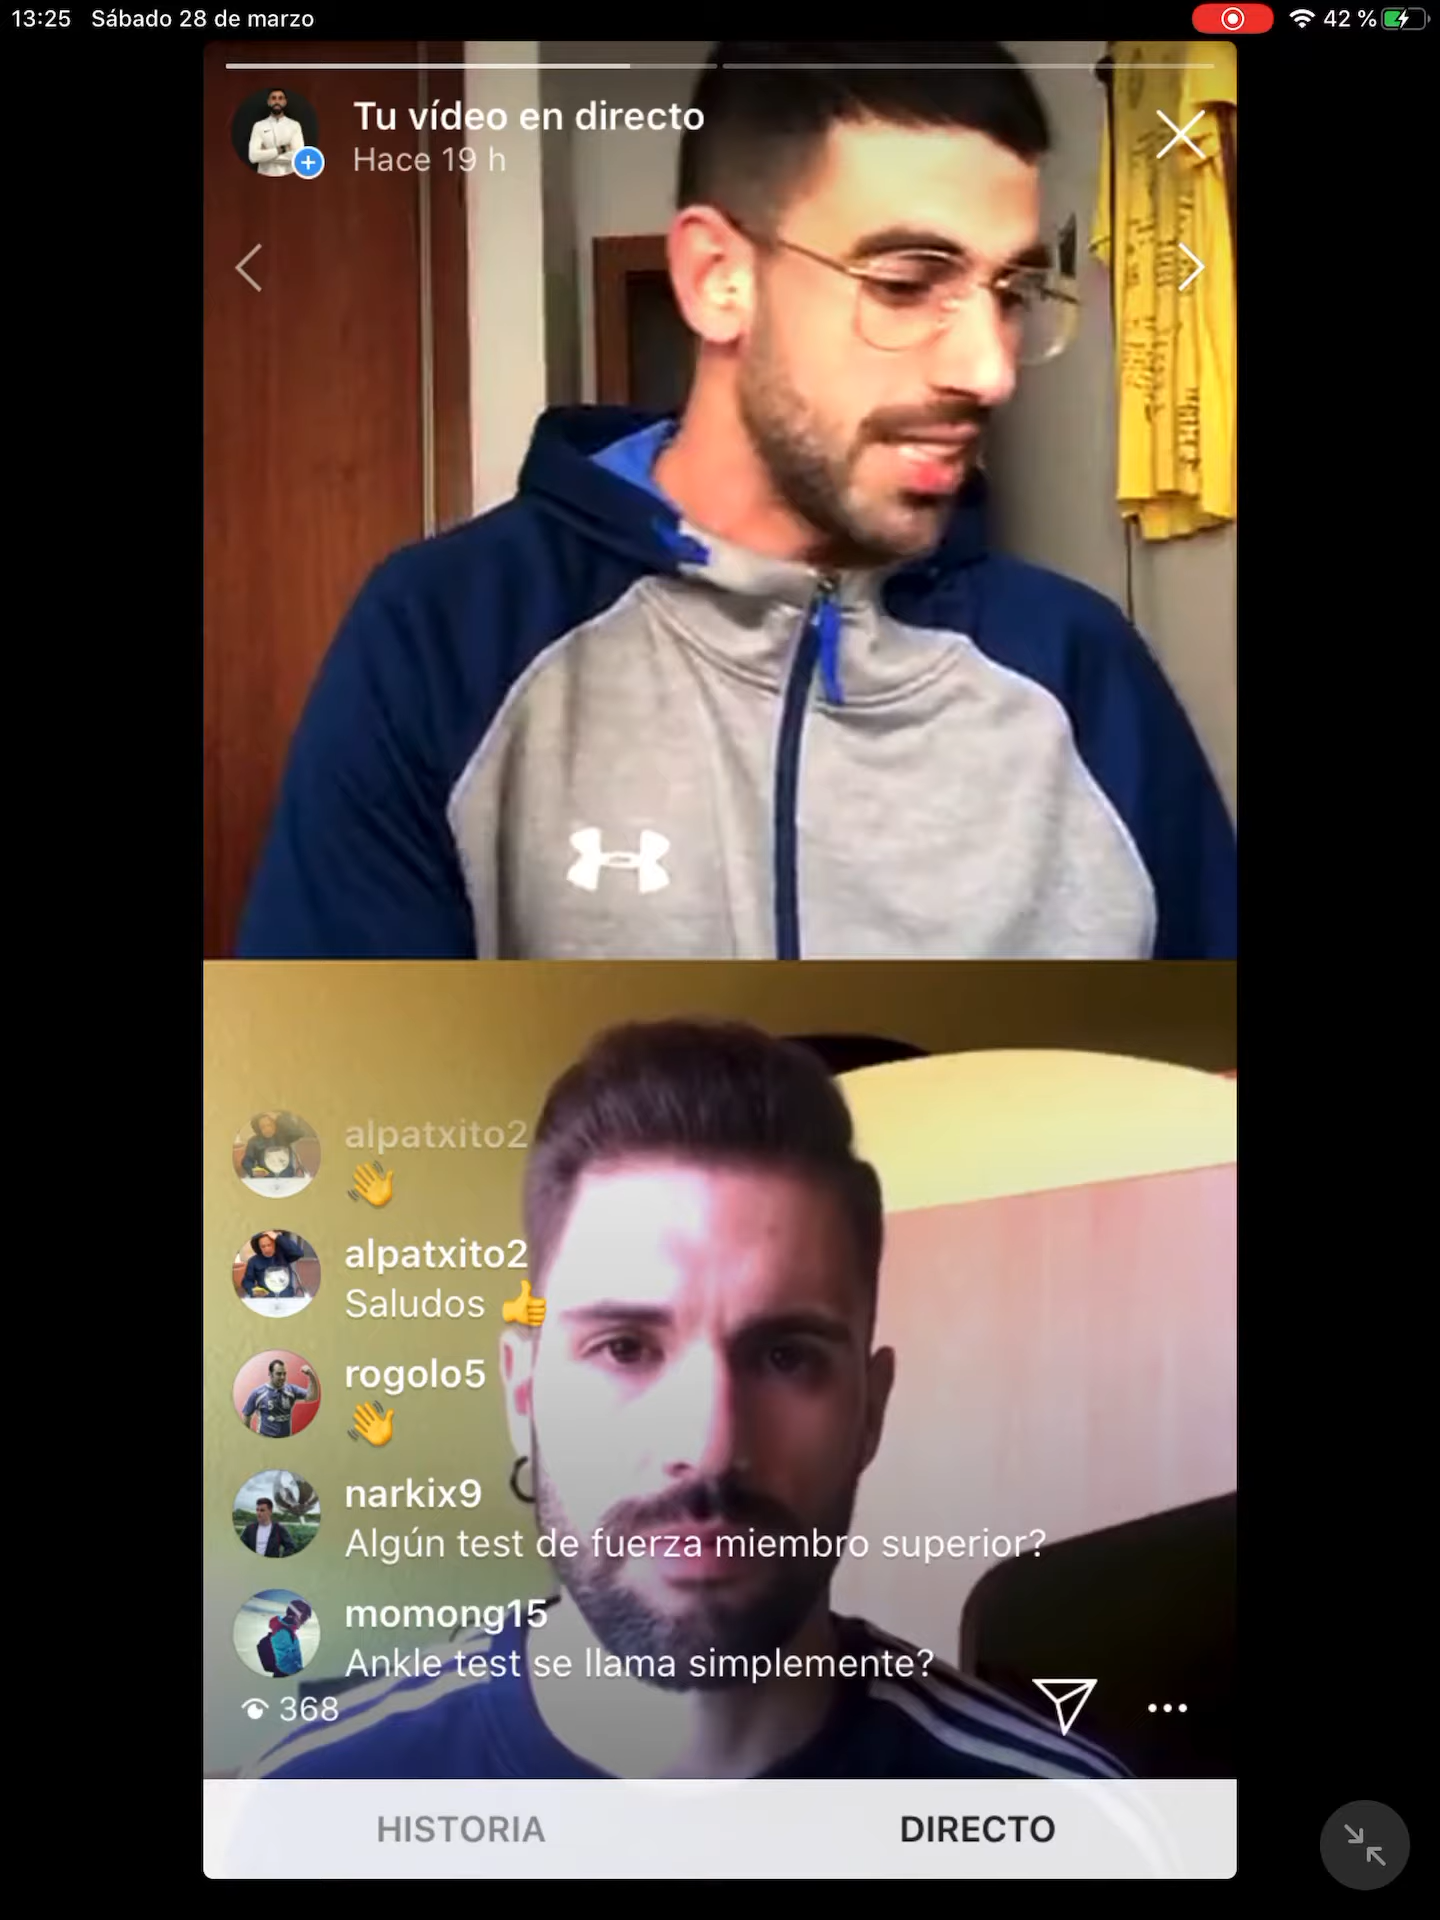 13:25 Sábado 28 de marzo
42 %
Tu vídeo en directo
Hace 19 h
alpatxito2
👋
alpatxito2
Saludos 👍
rogolo5
👋
narkix9
Algún test de fuerza miembro superior?
momong15
Ankle test se llama simplemente?
368
HISTORIA
DIRECTO